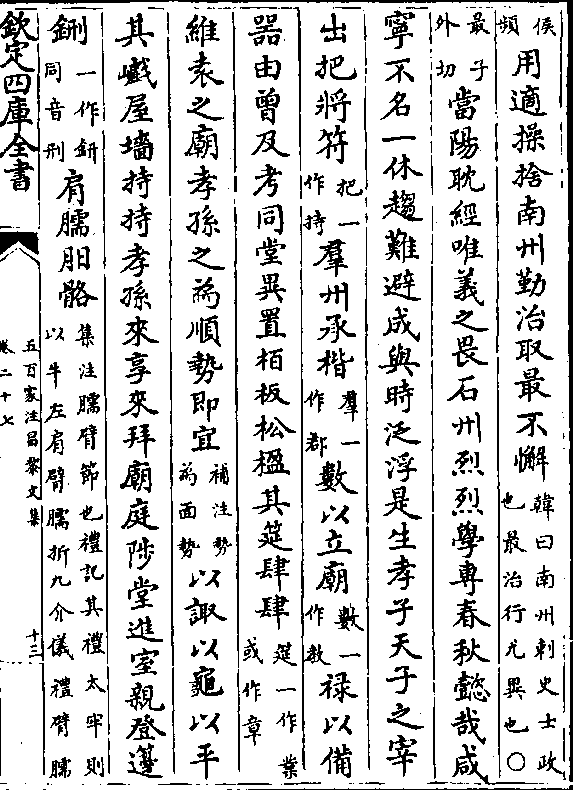 侯頻用適操捨南州勤治取最不懈韓曰南州刺史士政也最治行尤異也〇
最子外切當陽耽經唯義之畏石州烈烈學專春秋懿哉咸
寧不名一休趨難避成與時泛浮是生孝子天子之宰
出把將符把一作持羣州承楷羣一作郡數以立廟數一作教祿以備
器由曾及考同堂異置栢板松楹其筵肆肆筵一作業或作章
維袁之廟孝孫之為順勢即宜補注勢為面勢以諏以龜以平
其巇屋墻持持孝孫來享來拜廟庭陟堂進室親登籩
鉶一作鈃同音刑肩臑胉骼集注臑臂節也禮記其禮太牢則以牛左肩臂臑折九介儀禮臂臑
欽定四庫全書
五百家注昌黎文集
卷二十七
十三